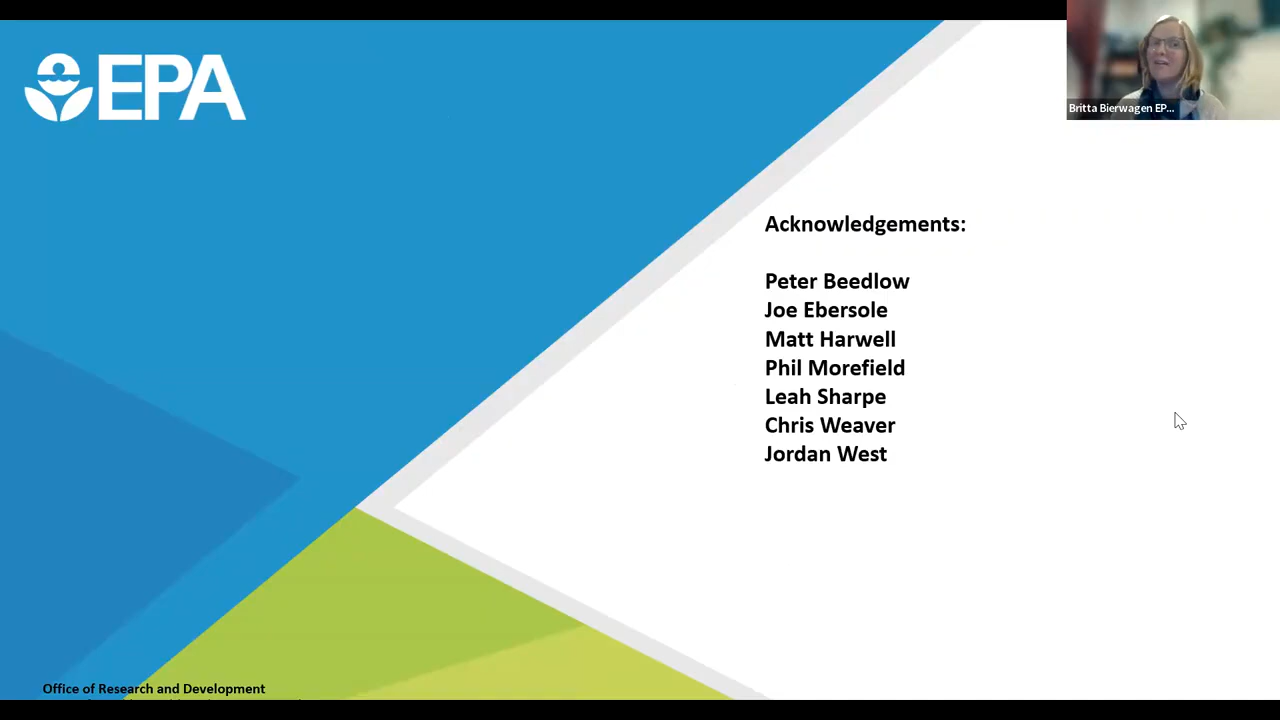 EPA
Britta Bierwagen EP...
Acknowledgements:
Peter Beedlow
Joe Ebersole
Matt Harwell
Phil Morefield
Leah Sharpe
Chris Weaver
Jordan West
Office of Research and Development